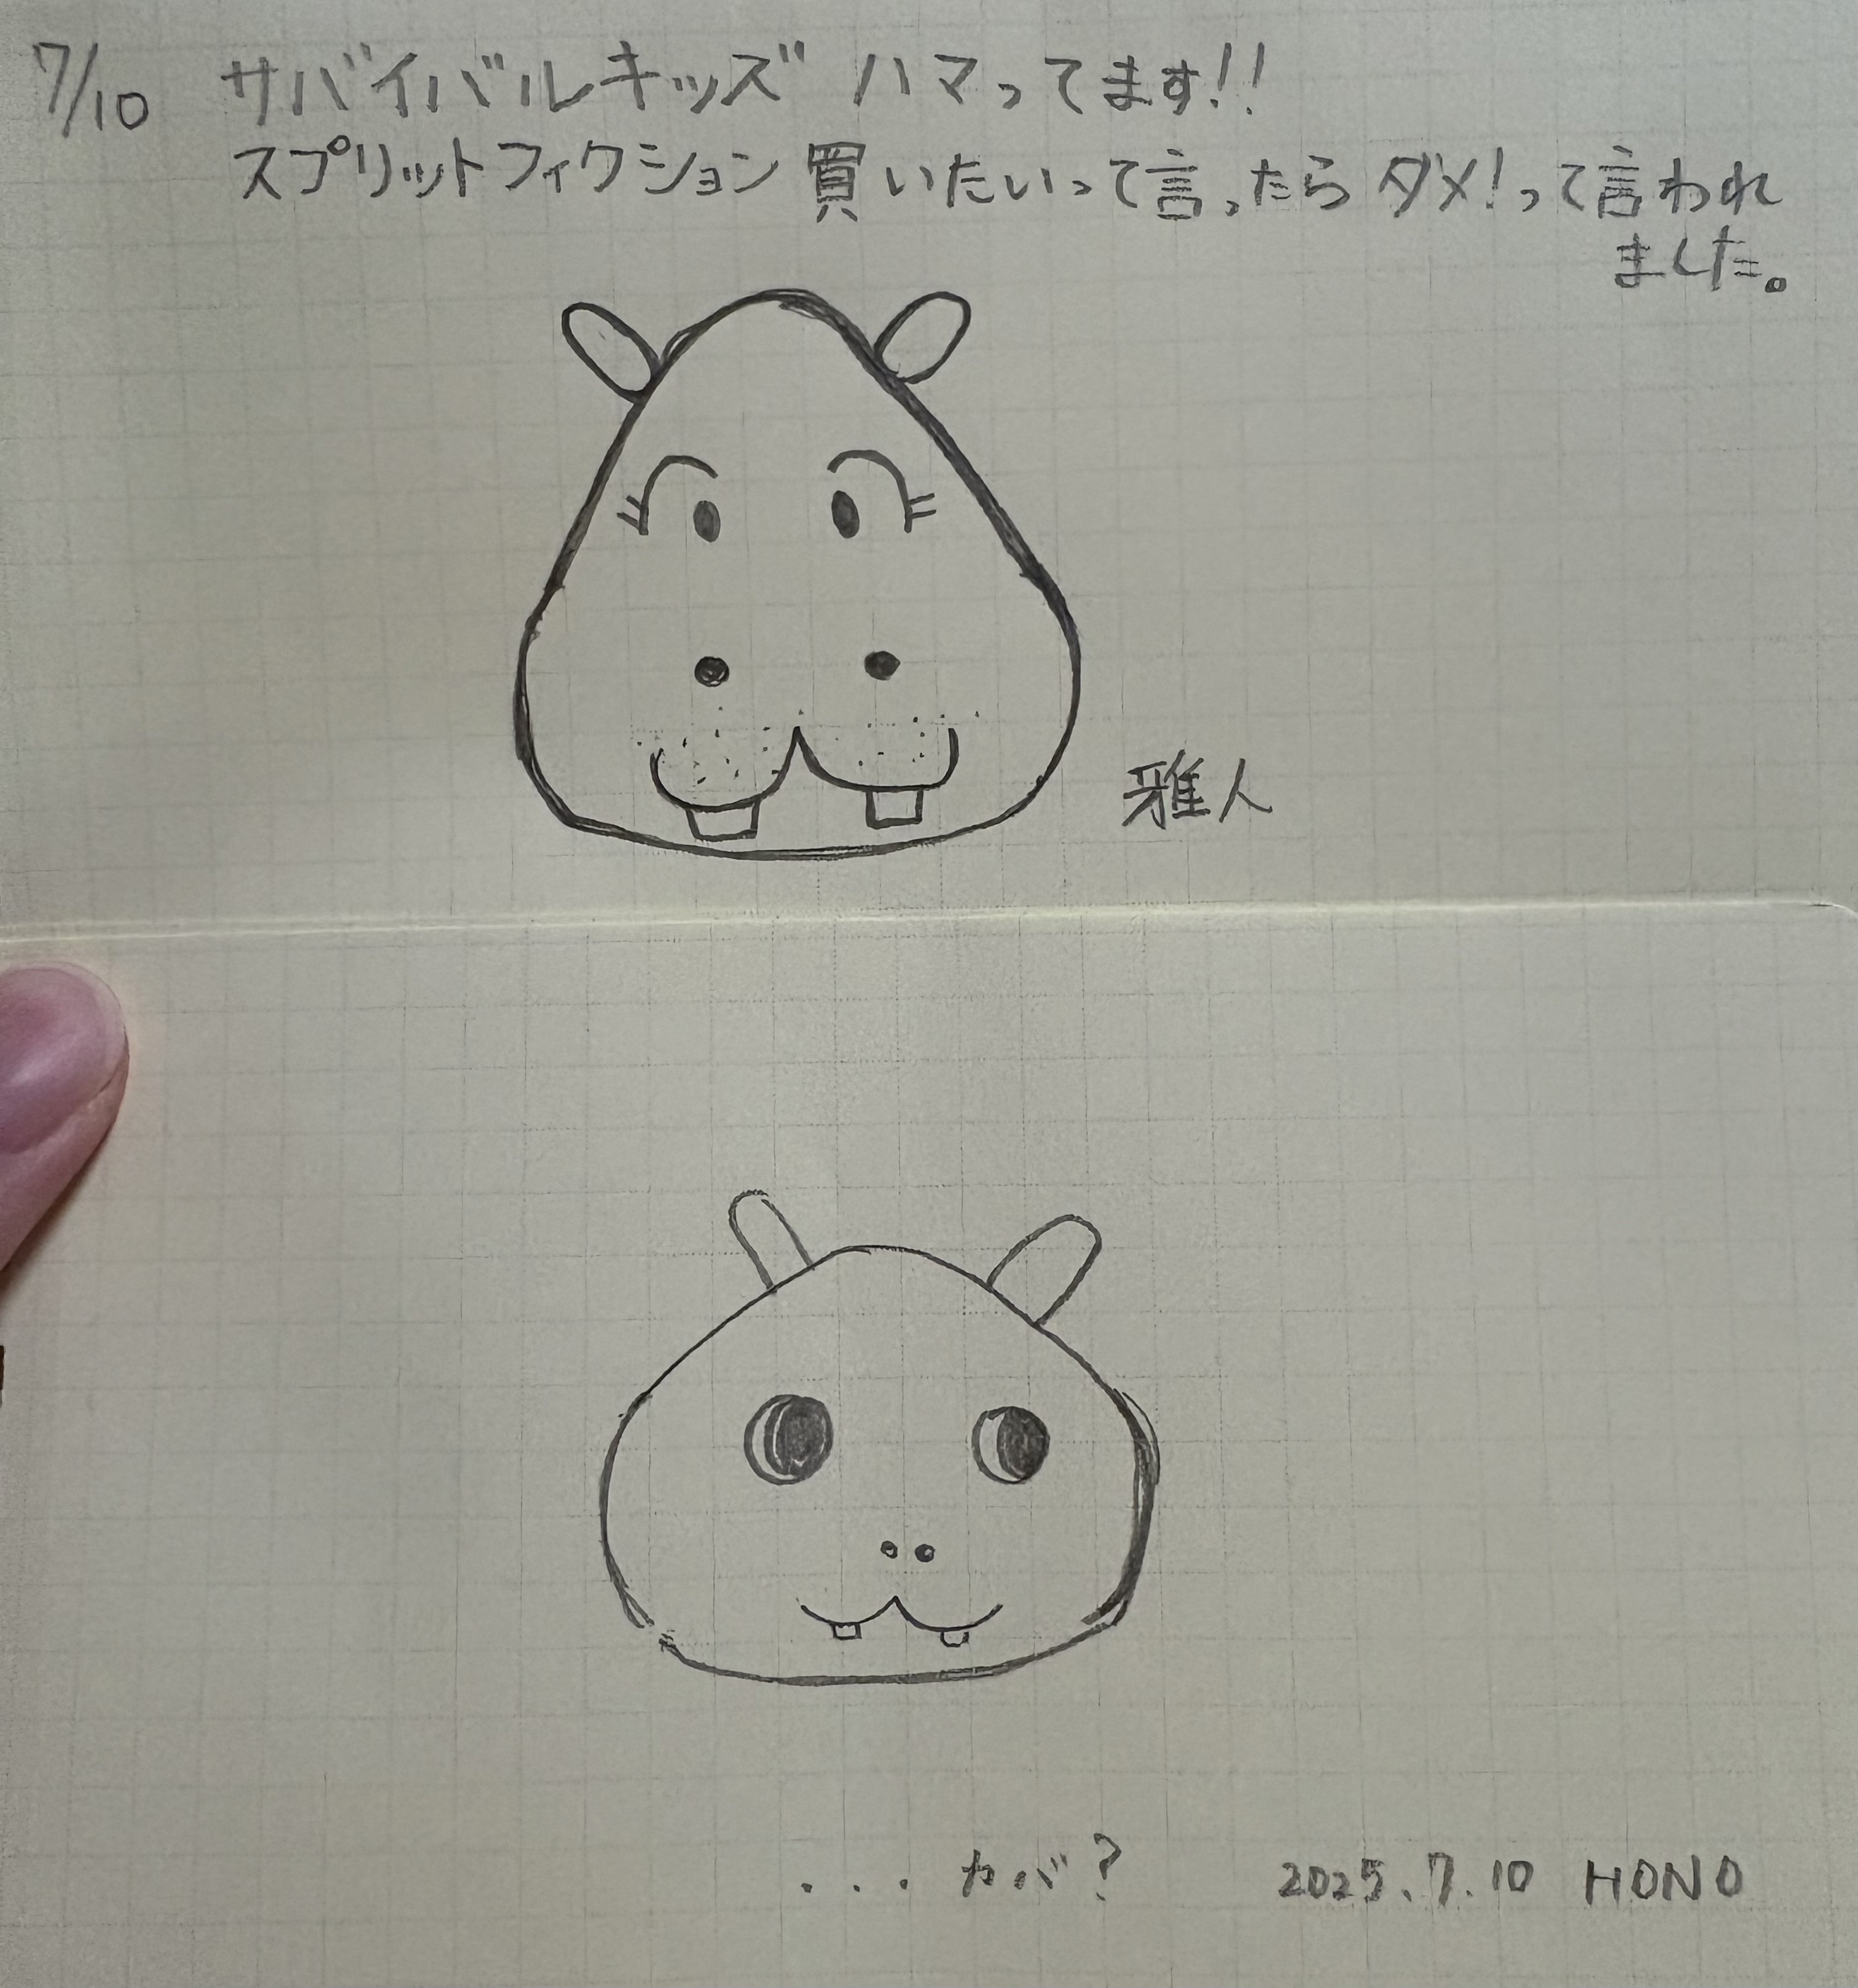 7/10 サバイバルキッズ ハマってます!!
スプリットフィクション 買いたいって言ったら ダメ!って言われ
ました。
雅人
...カバ?
2025.7.10 HONO